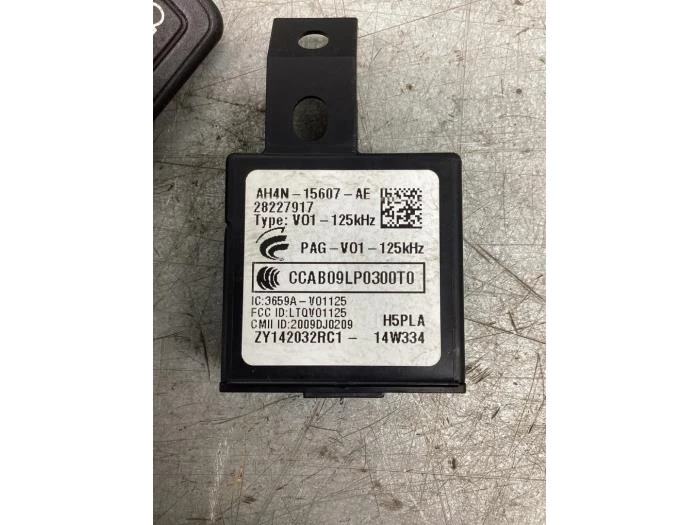 AH4N-15607-AE
28227917
Type: V01-125kHz
PAG-V01-125kHz
CCAB09LP0300T0
IC:3659A-V01125
FCC ID:LTQV01125
CMII ID:2009DJ0209
H5PLA
ZY142032RC1- 14W334